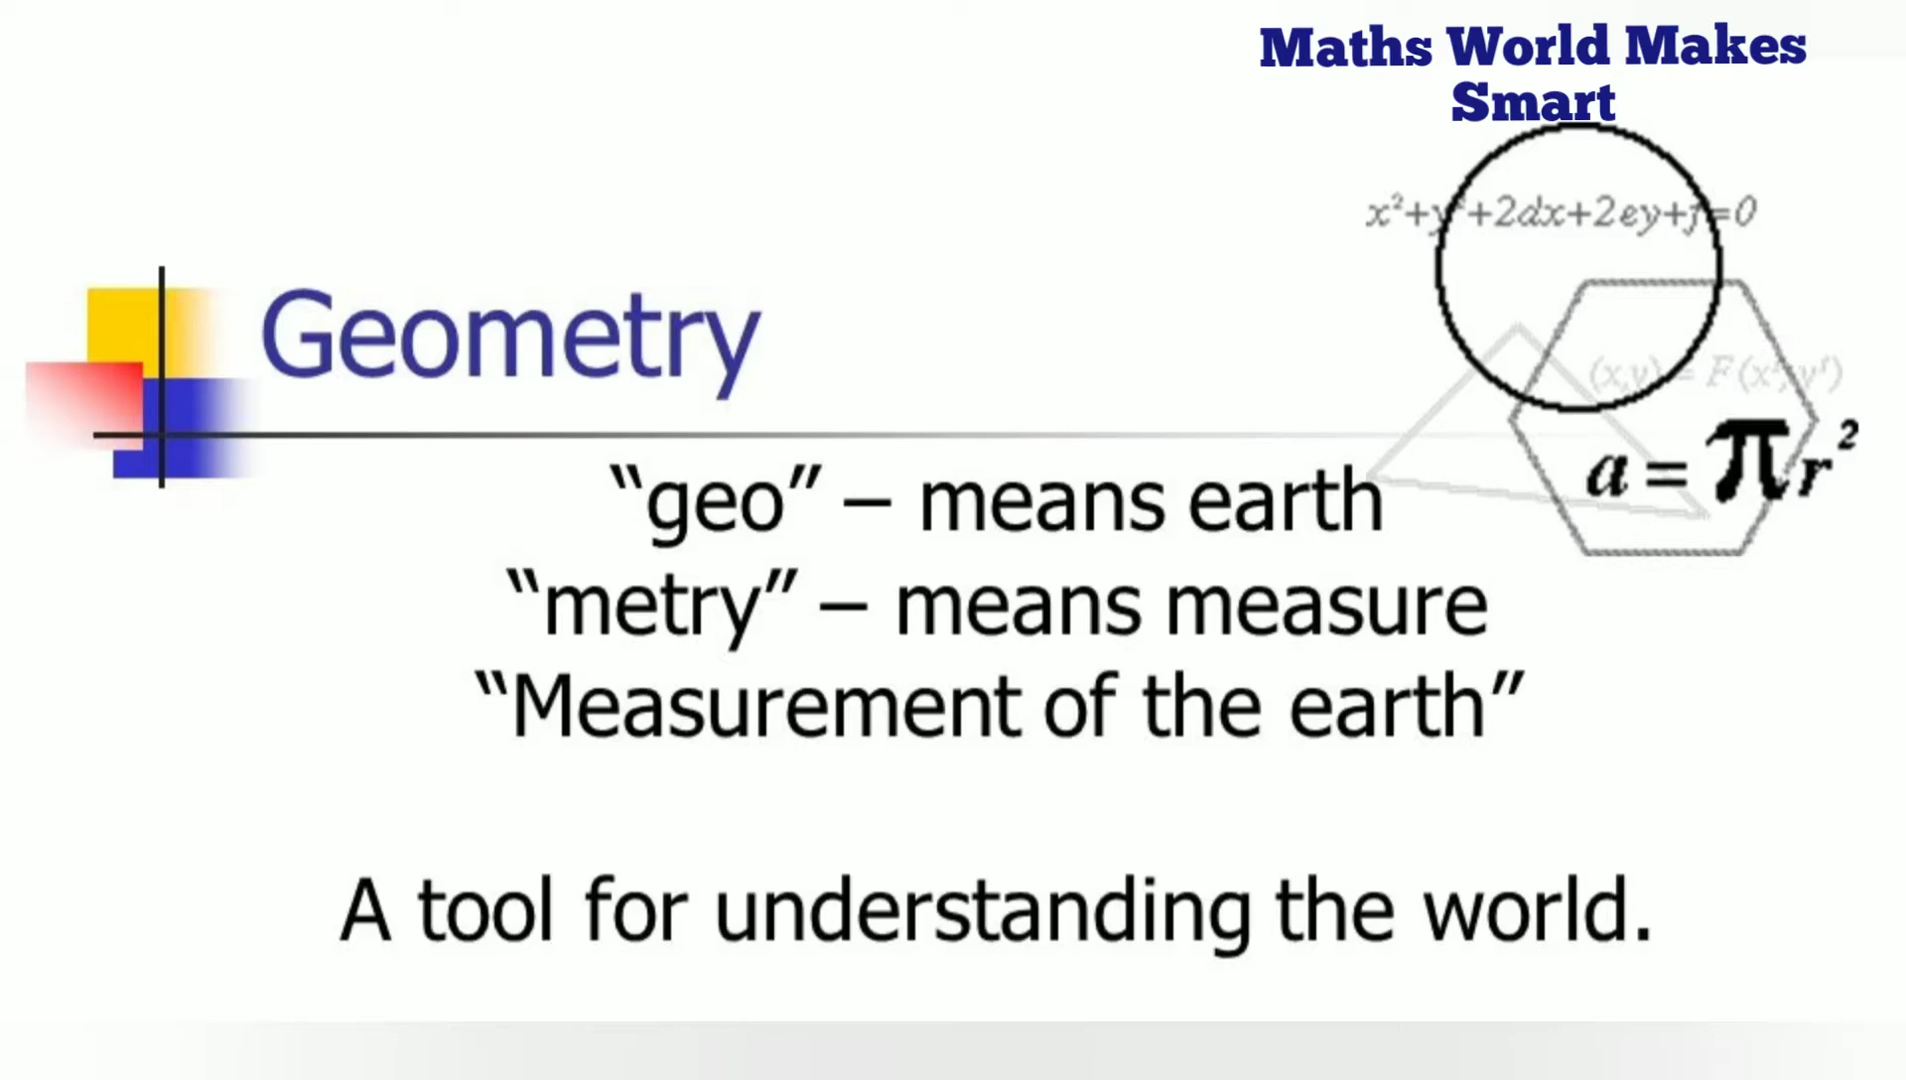 Maths World Makes
Smart
x²+y²+2dx+2ey+f=0
Geometry
(x,y) = F(x',y')
a = πr²
“geo” – means earth
“metry” – means measure
“Measurement of the earth”
A tool for understanding the world.